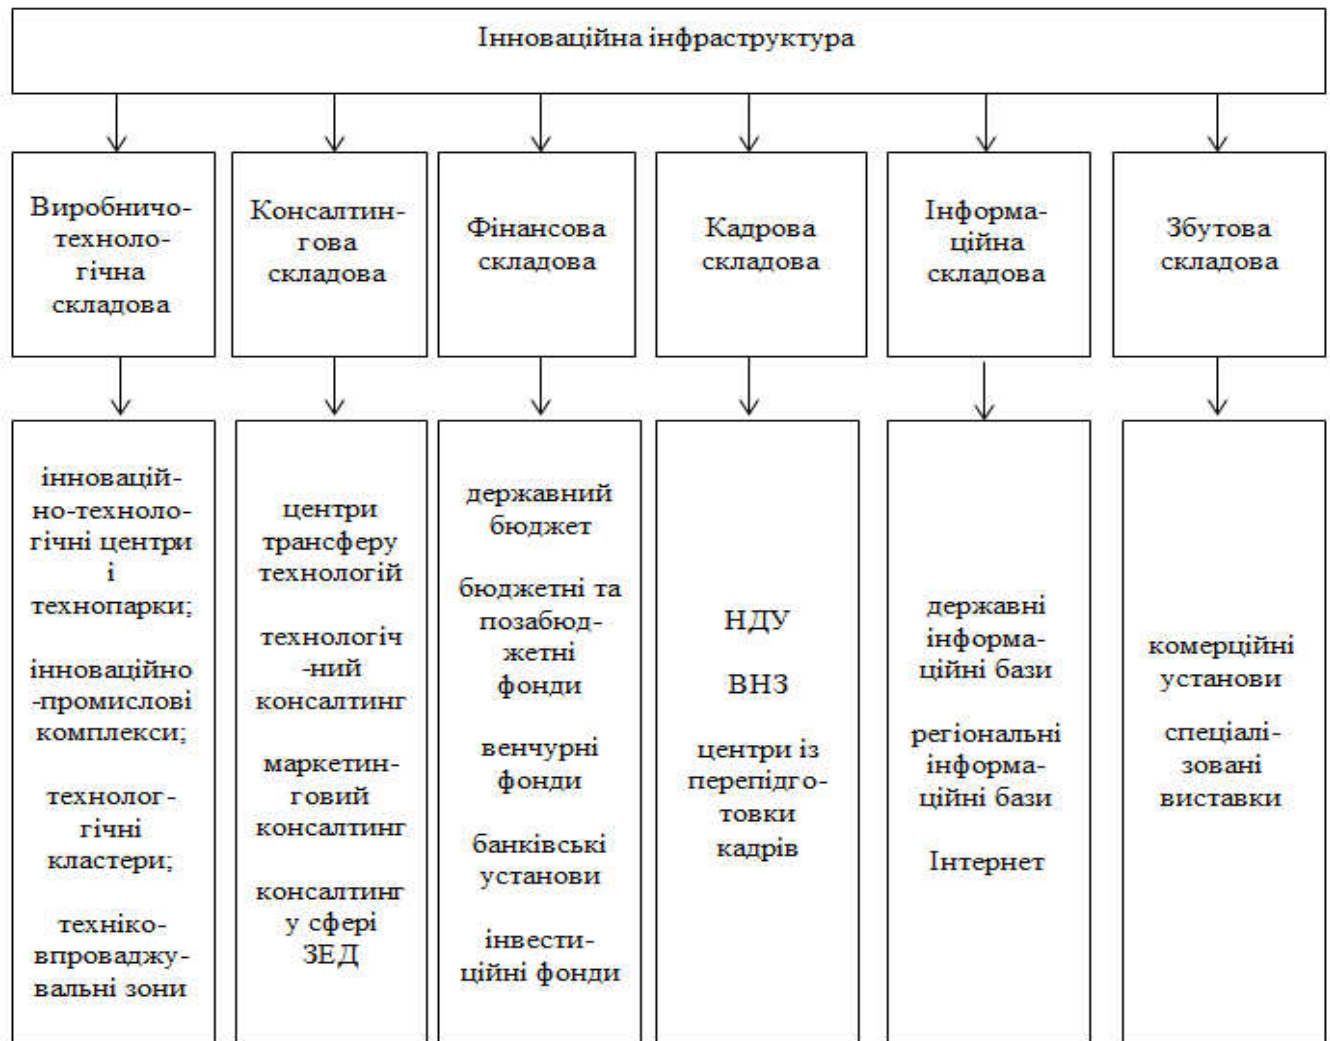 Інноваційна інфраструктура
Виробничо-
техноло-
гічна
складова
Консалтин-
гова
складова
Фінансова
складова
Кадрова
складова
Інформа-
ційна
складова
Збутова
складова
інновацій-
но-техноло-
гічні центри
і
технопарки;
інноваційно
-промислові
комплекси;
технолог-
гічні
кластери;
техніко-
впроваджу-
вальні зони
центри
трансферу
технологій
технологіч
-ний
консалтинг
маркетин-
говий
консалтинг
консалтинг
у сфері
ЗЕД
державний
бюджет
бюджетні та
позабюд-
жетні
фонди
венчурні
фонди
банківські
установи
інвести-
ційні фонди
НДУ
ВНЗ
центри із
перепідго-
товки
кадрів
державні
інформа-
ційні бази
регіональні
інформа-
ційні бази
Інтернет
комерційні
установи
спеціалі-
зовані
виставки